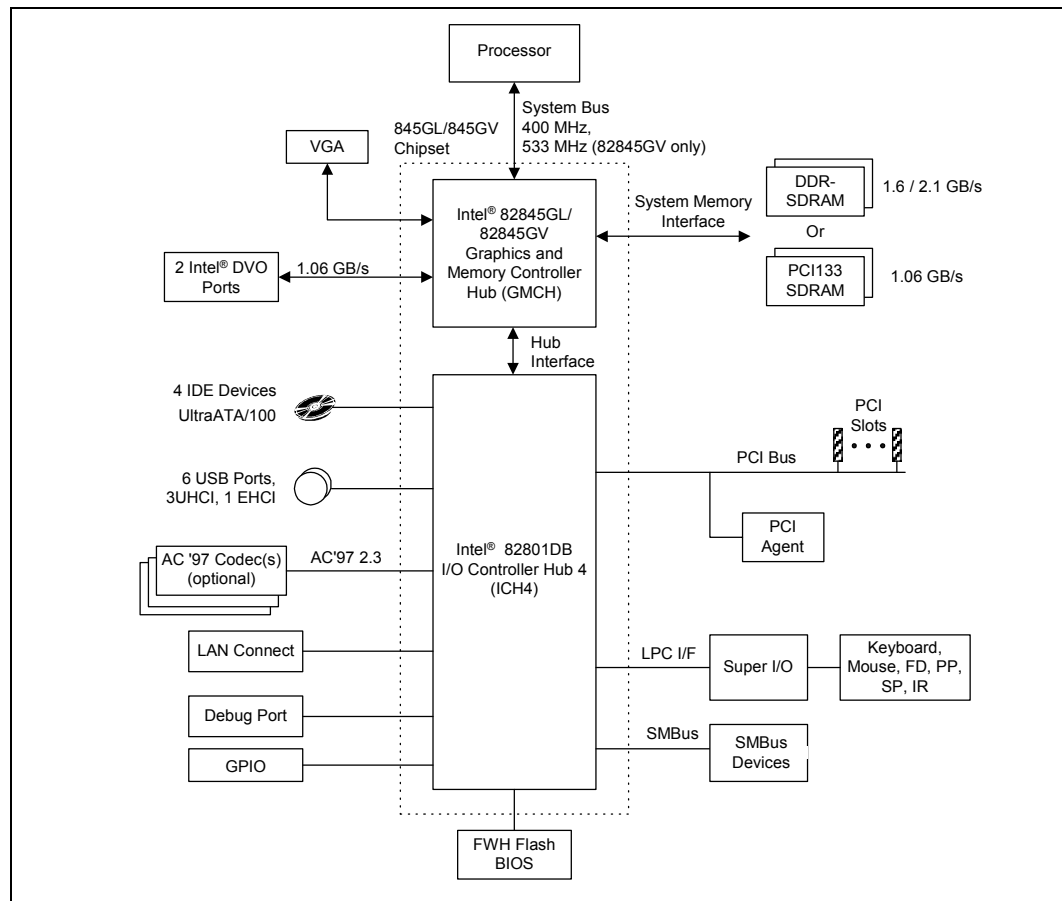 Processor
System Bus
400 MHz,
533 MHz (82845GV only)
845GL/845GV
Chipset
VGA
Intel® 82845GL/
82845GV
Graphics and
Memory Controller
Hub (GMCH)
System Memory
Interface
DDR-
SDRAM
1.6 / 2.1 GB/s
Or
PCI133
SDRAM
1.06 GB/s
2 Intel® DVO
Ports
1.06 GB/s
Hub
Interface
4 IDE Devices
UltraATA/100
6 USB Ports,
3UHCI, 1 EHCI
AC '97 Codec(s)
(optional)
AC'97 2.3
LAN Connect
Debug Port
GPIO
Intel® 82801DB
I/O Controller Hub 4
(ICH4)
PCI
Slots
PCI Bus
PCI
Agent
LPC I/F
Super I/O
Keyboard,
Mouse, FD, PP,
SP, IR
SMBus
SMBus
Devices
FWH Flash
BIOS